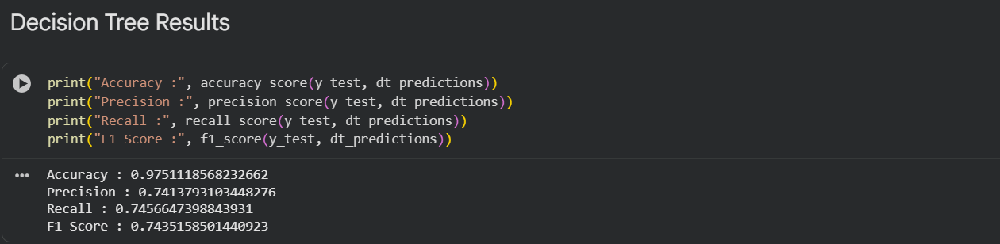 Decision Tree Results
print("Accuracy :", accuracy_score(y_test, dt_predictions))
print("Precision :", precision_score(y_test, dt_predictions))
print("Recall :", recall_score(y_test, dt_predictions))
print("F1 Score :", f1_score(y_test, dt_predictions))
Accuracy : 0.9751118568232662
Precision : 0.7413793103448276
Recall : 0.7456647398843931
F1 Score : 0.7435158501440923